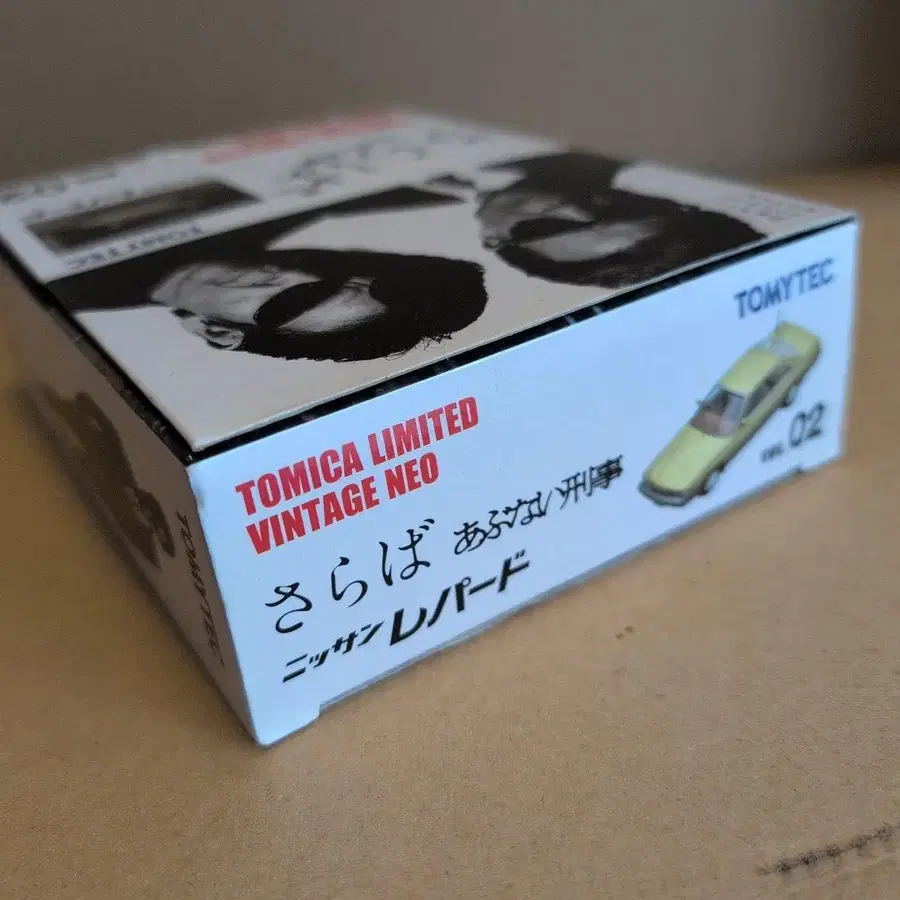 TOMYTEC
TOMICA LIMITED
VINTAGE NEO
さらば あぶない刑事
ニッサン レパード
VOL.02
TOMYTEC
TOMYTEC